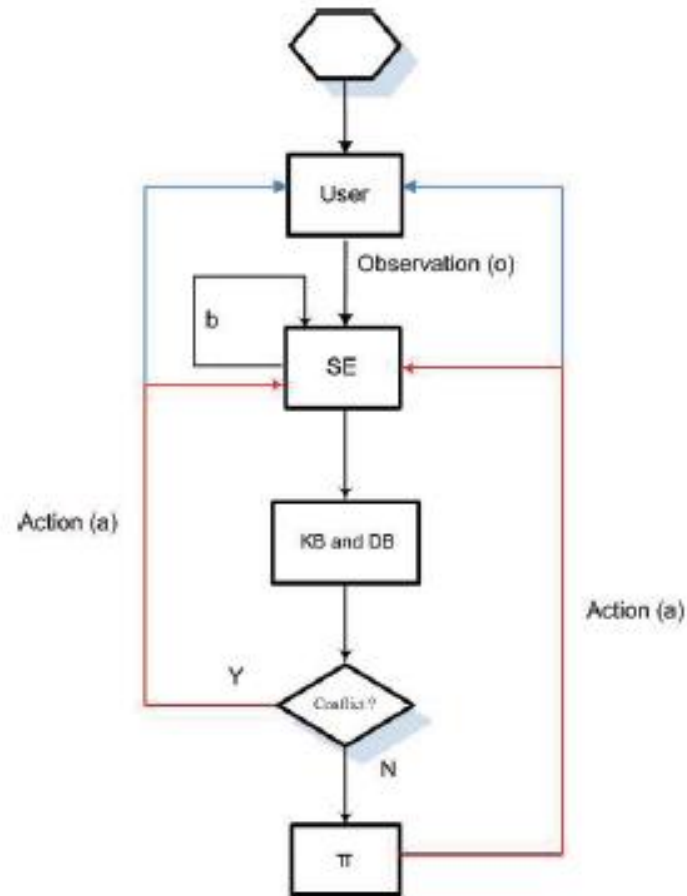 User
Observation (o)
b
SE
Action (a)
KB and DB
Action (a)
Y
Conflict ?
N
π